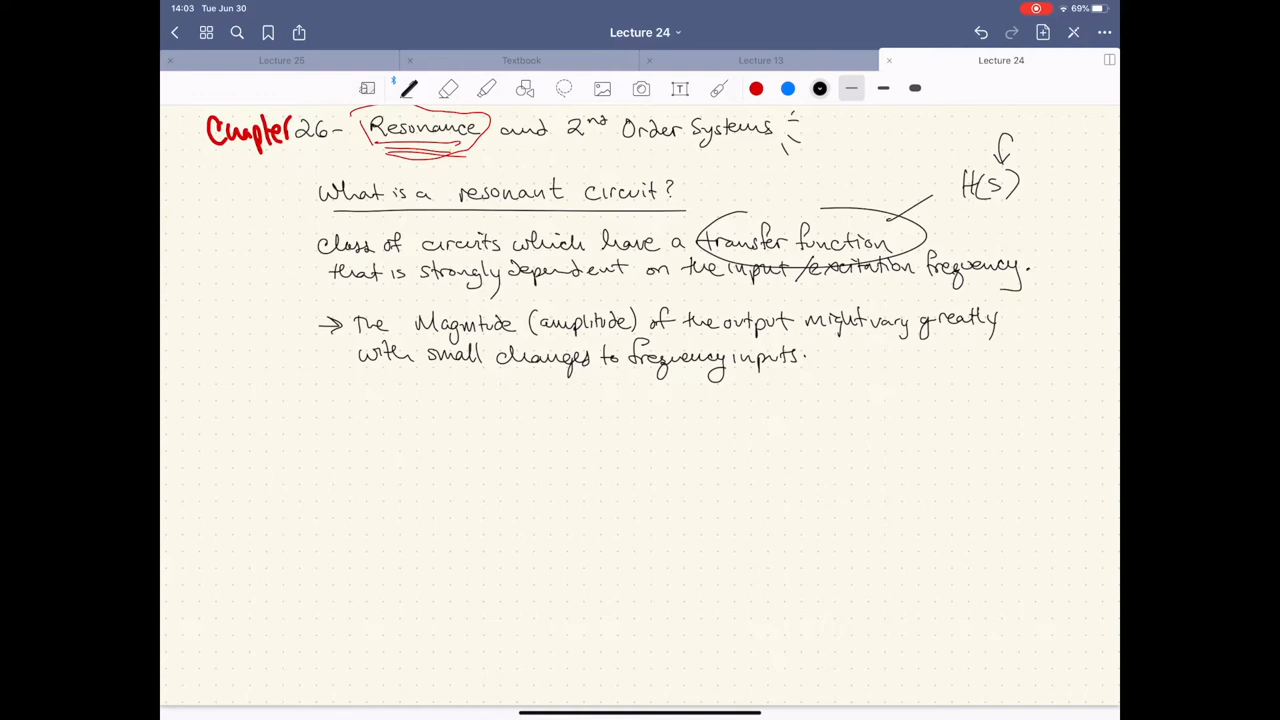 14:03 Tue Jun 30
69%
Lecture 24
Lecture 25
Textbook
Lecture 13
Lecture 24
Chapter 26- Resonance and 2nd Order Systems
What is a resonant circuit?
H(s)
class of circuits which have a transfer function
that is strongly dependent on the input/excitation frequency.
→ The Magnitude (amplitude) of the output might vary greatly
with small changes to frequency inputs.